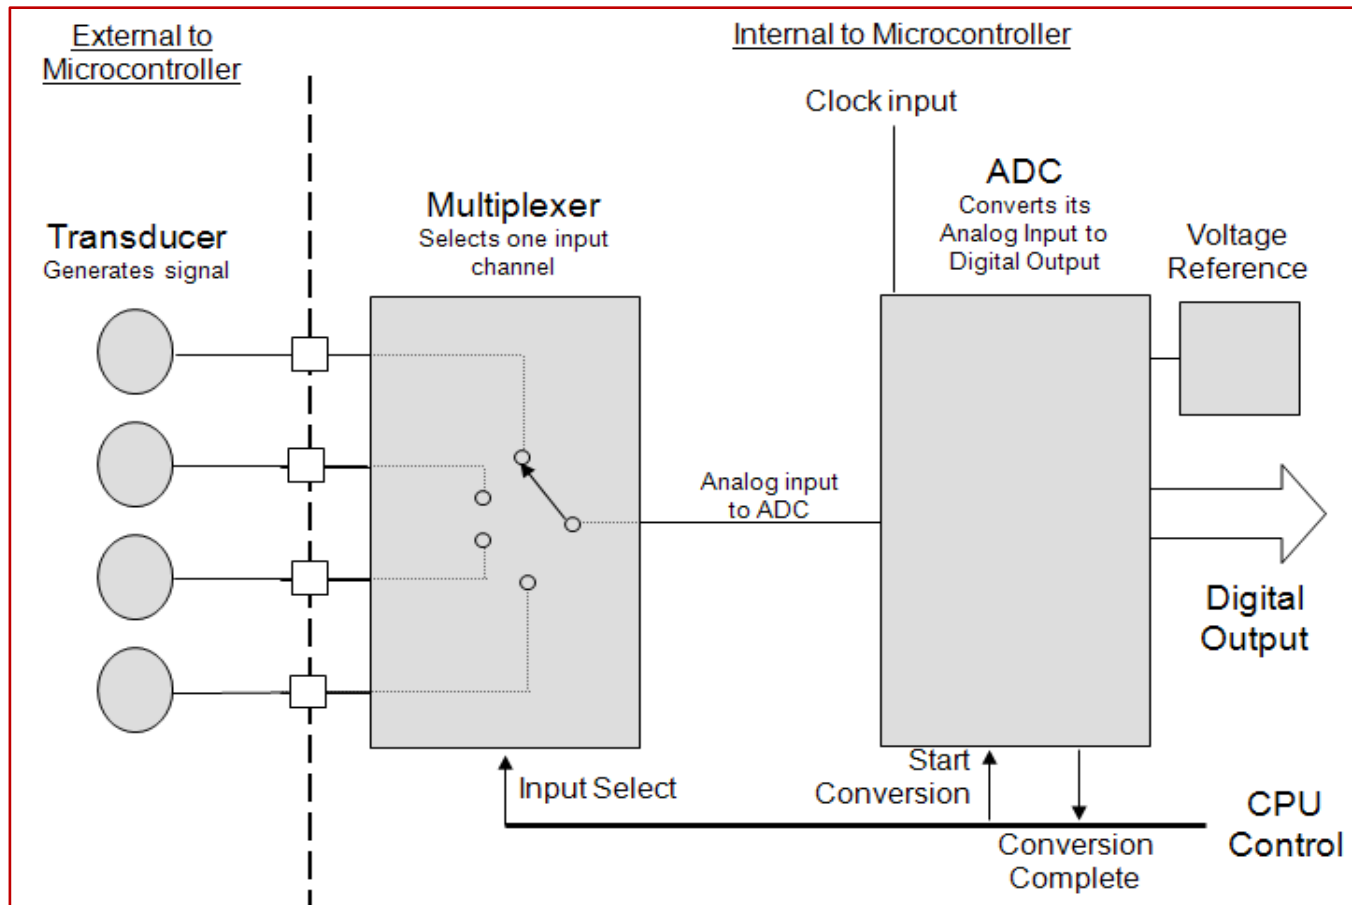 External to
Microcontroller
Internal to Microcontroller
Clock input
ADC
Converts its
Analog Input to
Digital Output
Multiplexer
Selects one input
channel
Transducer
Generates signal
Voltage
Reference
Analog input
to ADC
Digital
Output
Input Select
Start
Conversion
CPU
Control
Conversion
Complete